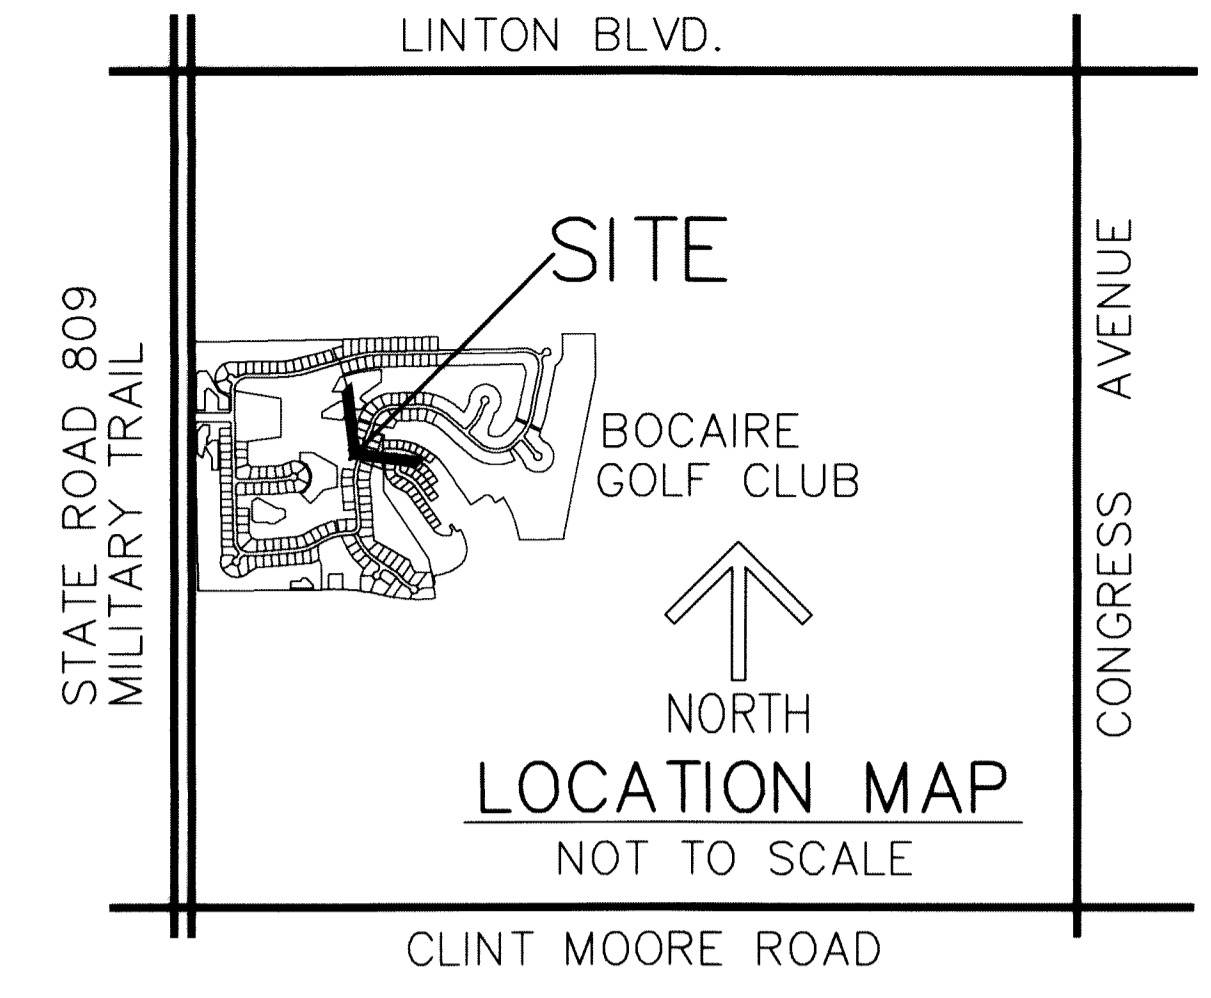 LINTON BLVD.
SITE
STATE ROAD 809
MILITARY TRAIL
BOCAIRE
GOLF CLUB
CONGRESS AVENUE
NORTH
LOCATION MAP
NOT TO SCALE
CLINT MOORE ROAD